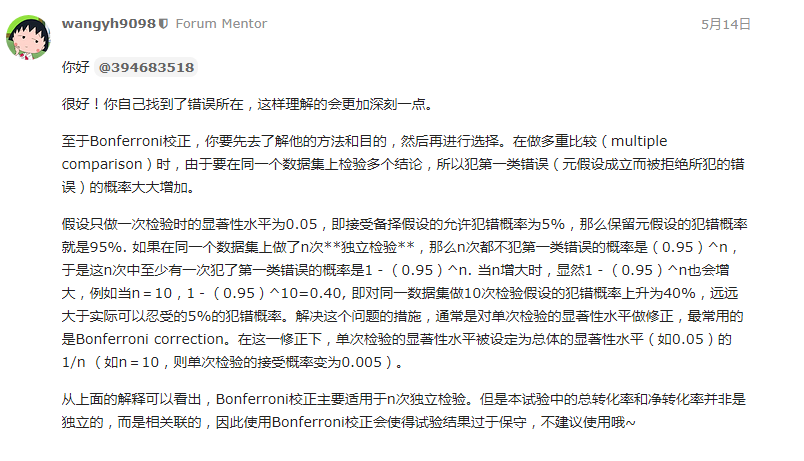 wangyh9098 Forum Mentor 5月14日
你好 @394683518
很好！你自己找到了错误所在，这样理解的会更加深刻一点。
至于Bonferroni校正，你要先去了解他的方法和目的，然后再进行选择。在做多重比较（multiple
comparison）时，由于要在同一个数据集上检验多个结论，所以犯第一类错误（元假设成立而被拒绝所犯的错
误）的概率大大增加。
假设只做一次检验时的显著性水平为0.05，即接受备择假设的允许犯错概率为5%，那么保留元假设的犯错概率
就是95%. 如果在同一个数据集上做了n次**独立检验**，那么n次都不犯第一类错误的概率是（0.95）^n，
于是这n次中至少有一次犯了第一类错误的概率是1－（0.95）^n. 当n增大时，显然1－（0.95）^n也会增
大，例如当n＝10，1－（0.95）^10=0.40, 即对同一数据集做10次检验假设的犯错概率上升为40%，远远
大于实际可以忍受的5%的犯错概率。解决这个问题的措施，通常是对单次检验的显著性水平做修正，最常用的
是Bonferroni correction。在这一修正下，单次检验的显著性水平被设定为总体的显著性水平（如0.05）的
1/n （如n＝10，则单次检验的接受概率变为0.005）。
从上面的解释可以看出，Bonferroni校正主要适用于n次独立检验。但是本试验中的总转化率和净转化率并非是
独立的，而是相关联的，因此使用Bonferroni校正会使得试验结果过于保守，不建议使用哦~